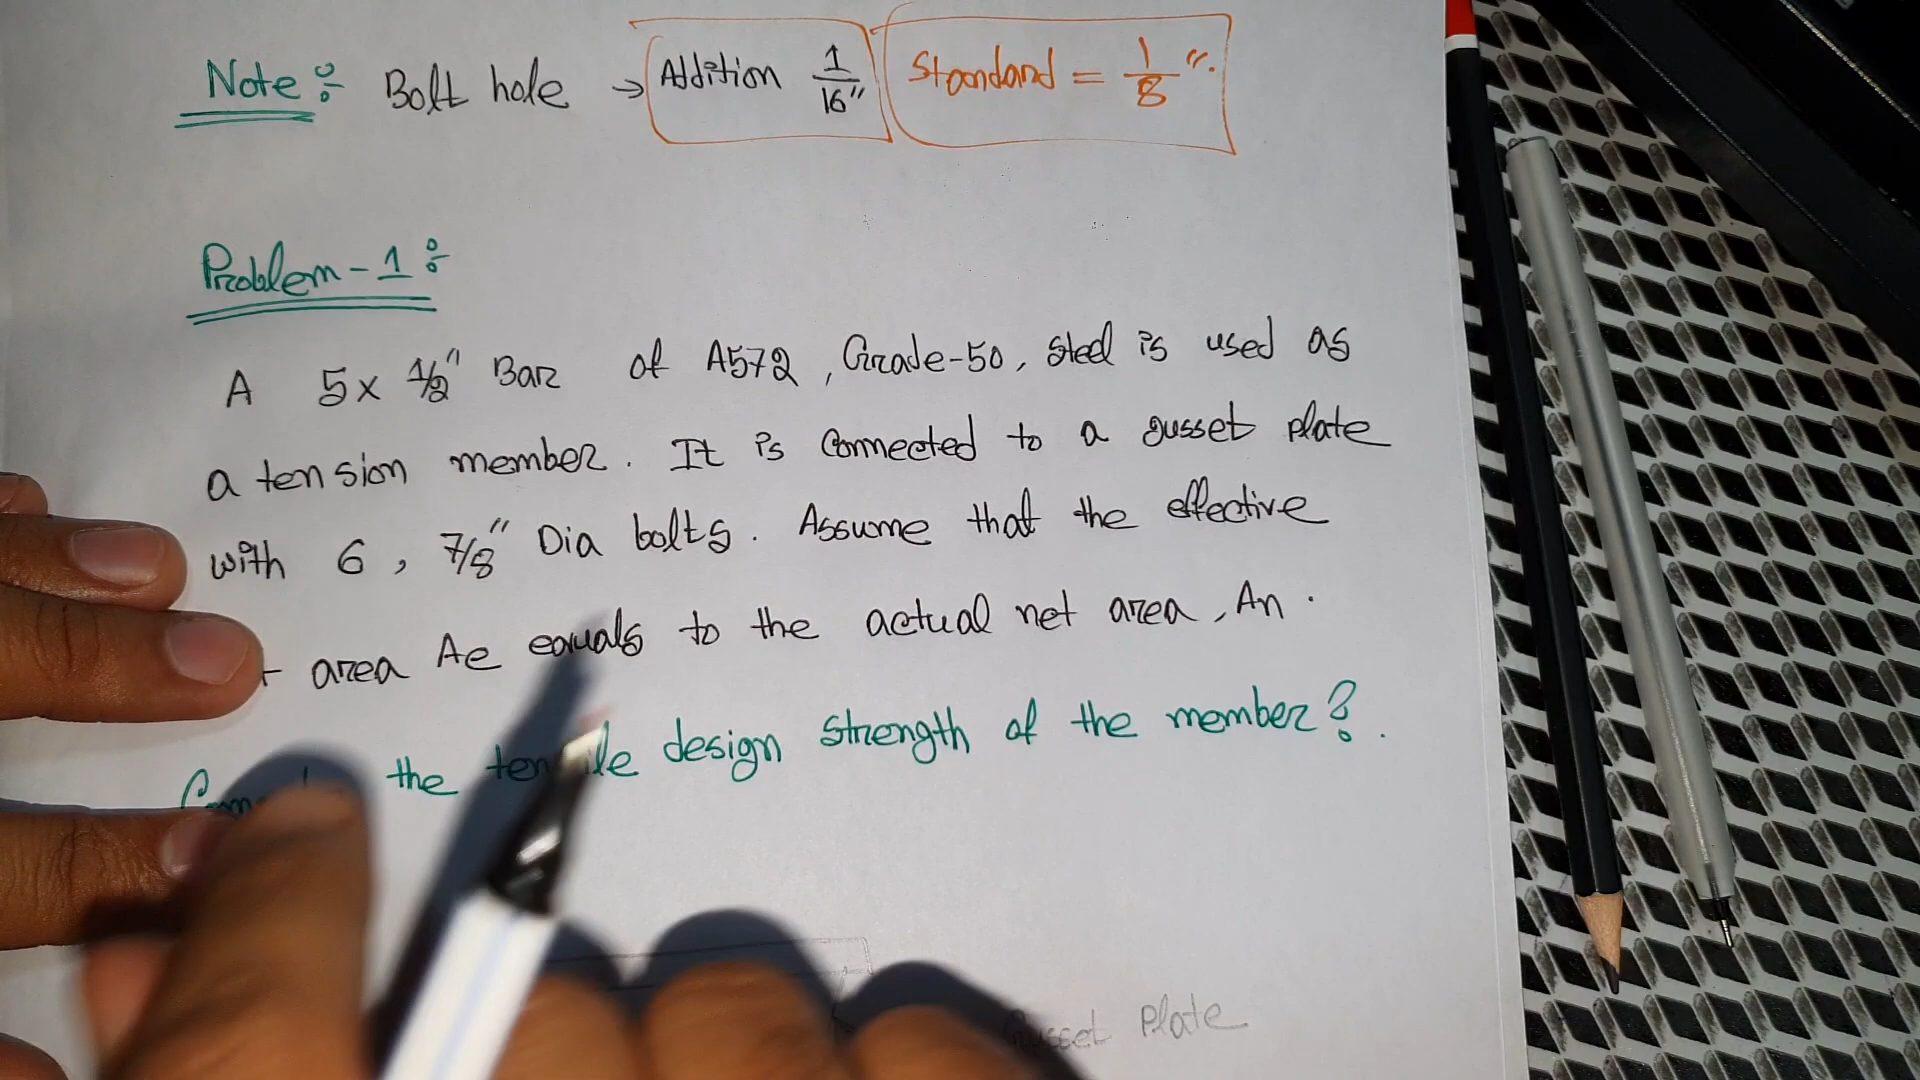 Note: Bolt hole → Addition 1/16" Standard = 1/8".
Problem-1:
A 5x 1/2" Bar of A572, Grade-50, steel is used as
a tension member. It is connected to a gusset plate
with 6, 7/8" Dia bolts. Assume that the effective
area Ae equals to the actual net area, An.
the design strength of the member?.
Gusset Plate